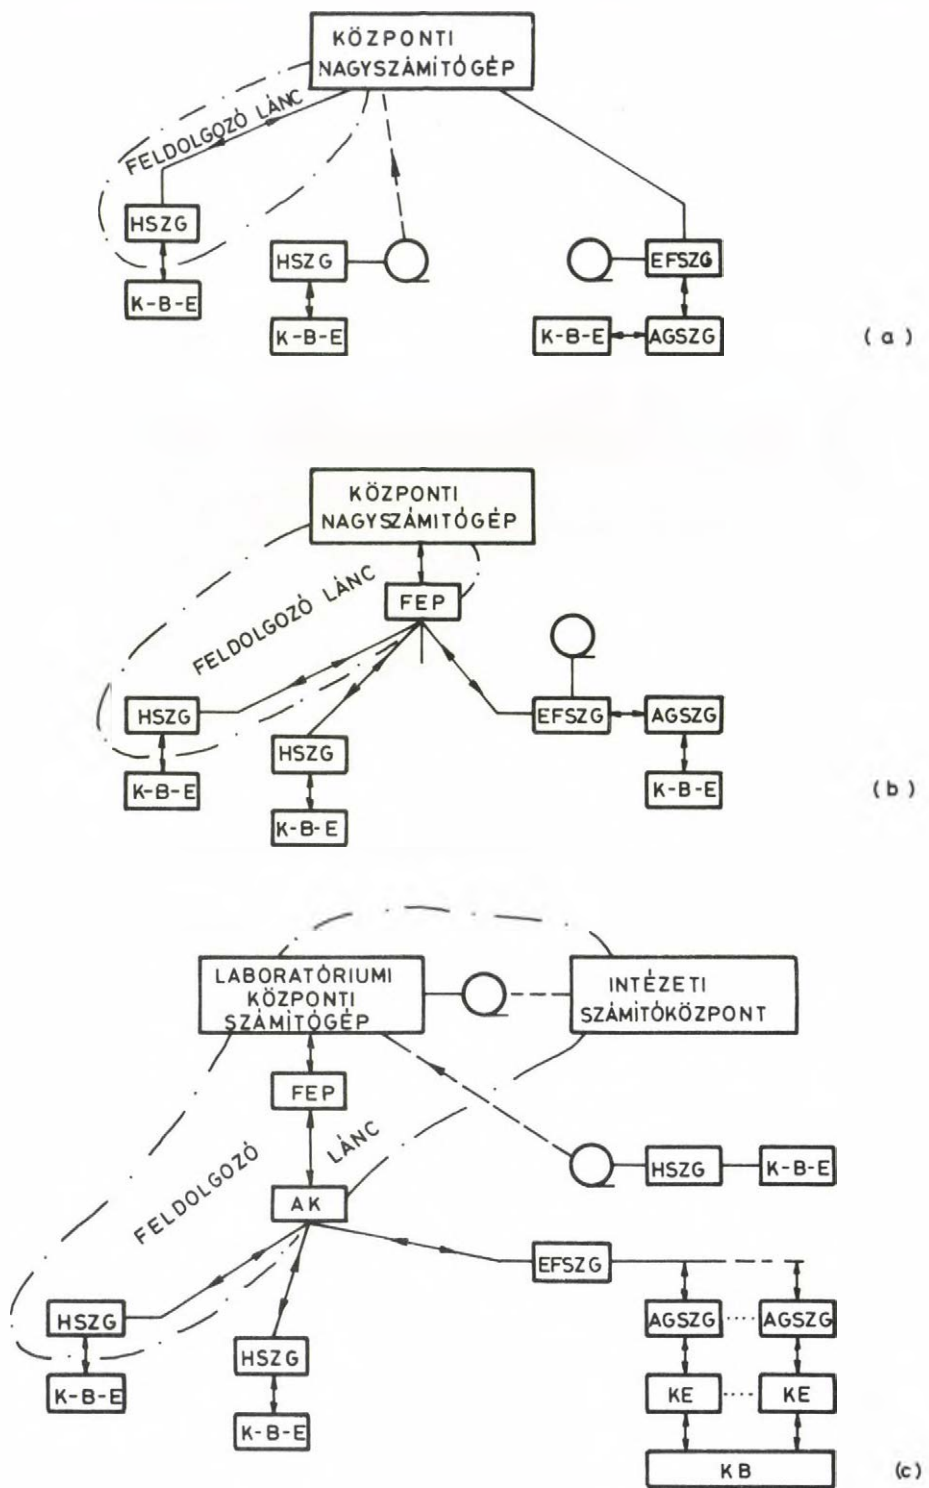 KÖZPONTI
NAGYSZÁMÍTÓGÉP
FELDOLGOZÓ LÁNC
HSZG
K-B-E
HSZG
K-B-E
EFSZG
K-B-E
AGSZG
(a)
KÖZPONTI
NAGYSZÁMITÓGÉP
FEP
FELDOLGOZÓ LÁNC
HSZG
K-B-E
HSZG
K-B-E
EFSZG
AGSZG
K-B-E
(b)
LABORATÓRIUMI
KÖZPONTI
SZÁMÍTÓGÉP
INTÉZETI
SZÁMÍTÓKÖZPONT
FEP
FELDOLGOZÓ LÁNC
AK
HSZG
K-B-E
EFSZG
HSZG
K-B-E
HSZG
K-B-E
AGSZG
AGSZG
KE
KE
KB
(c)